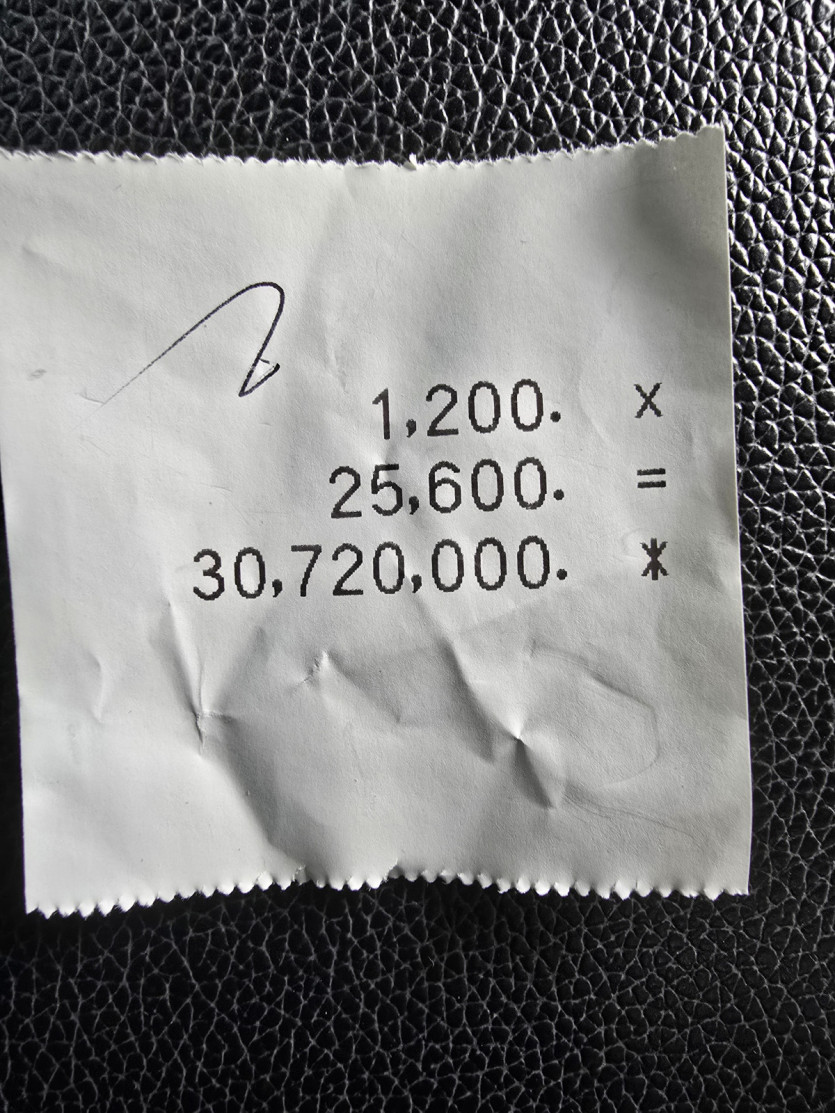 1,200. x
25,600. =
30,720,000. *